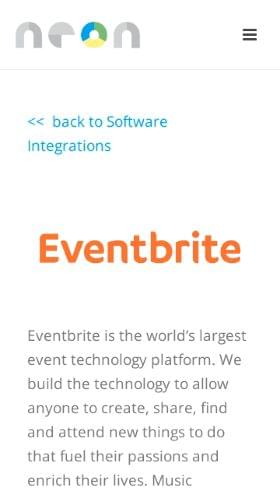 neon
<< back to Software
Integrations
Eventbrite
Eventbrite is the world's largest
event technology platform. We
build the technology to allow
anyone to create, share, find
and attend new things to do
that fuel their passions and
enrich their lives. Music